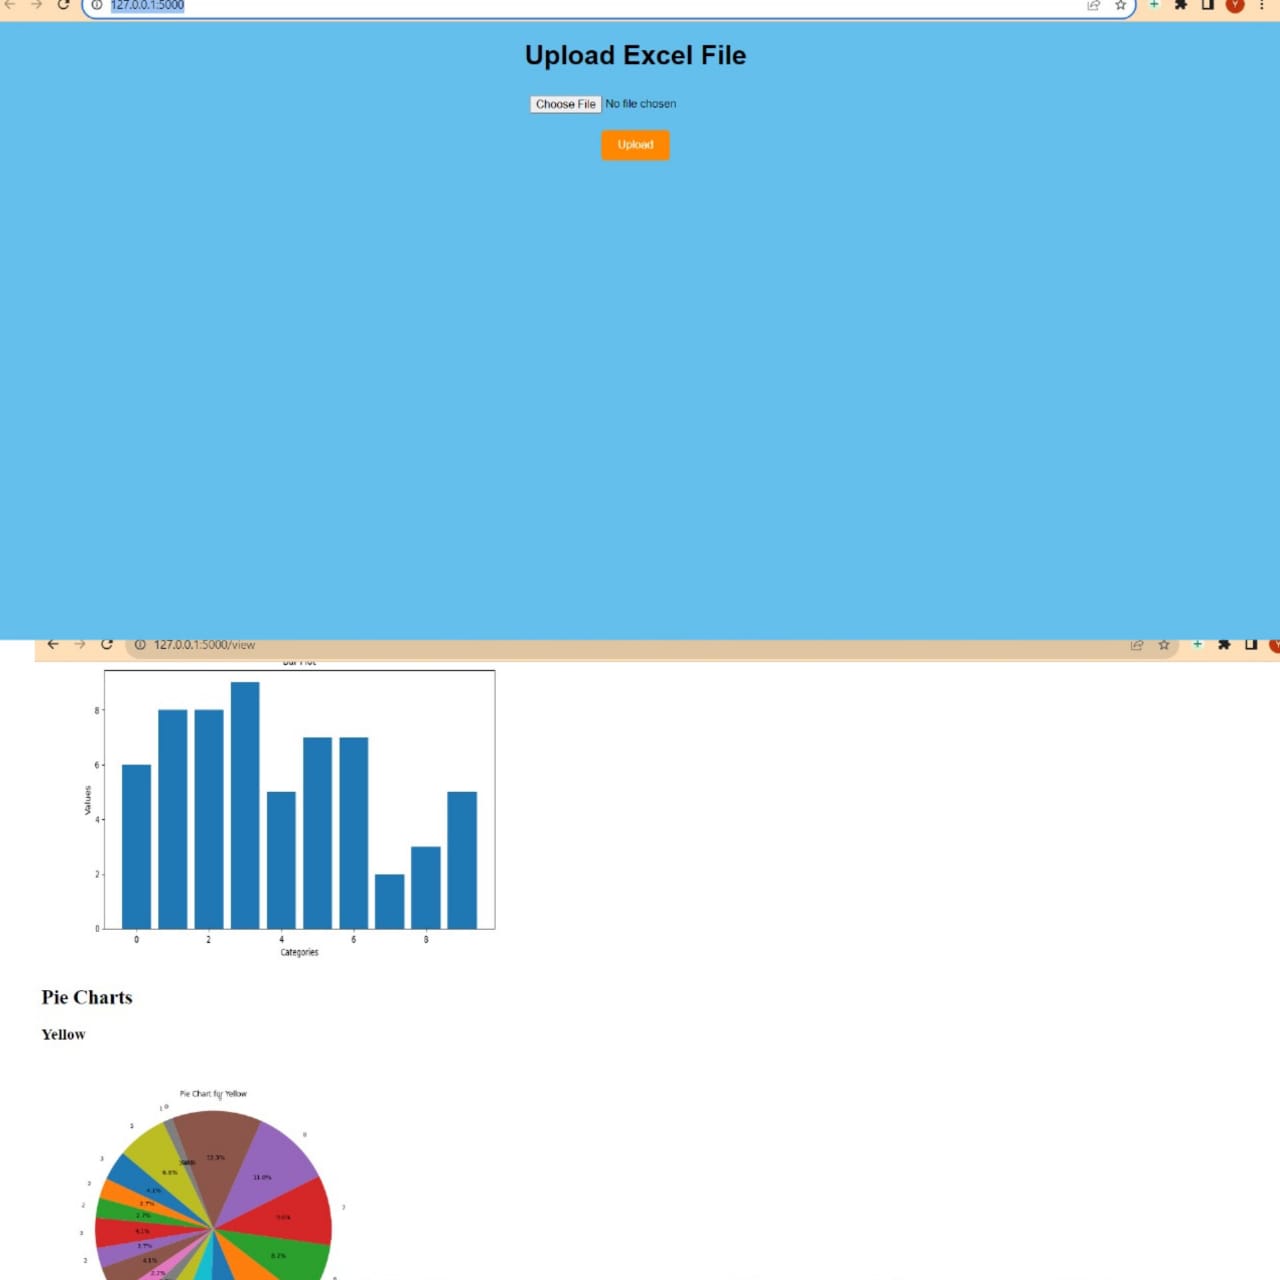 127.0.0.1:5000
Upload Excel File
Choose File No file chosen
Upload
127.0.0.1:5000/view
8
6
4
2
0
Values
0 2 4 6 8
Categories
Pie Charts
Yellow
Pie Chart for Yellow
12.3%
11.0%
9.6%
8.2%
6.8%
4.1%
2.7%
2.7%
4.1%
2.7%
4.1%
2.7%